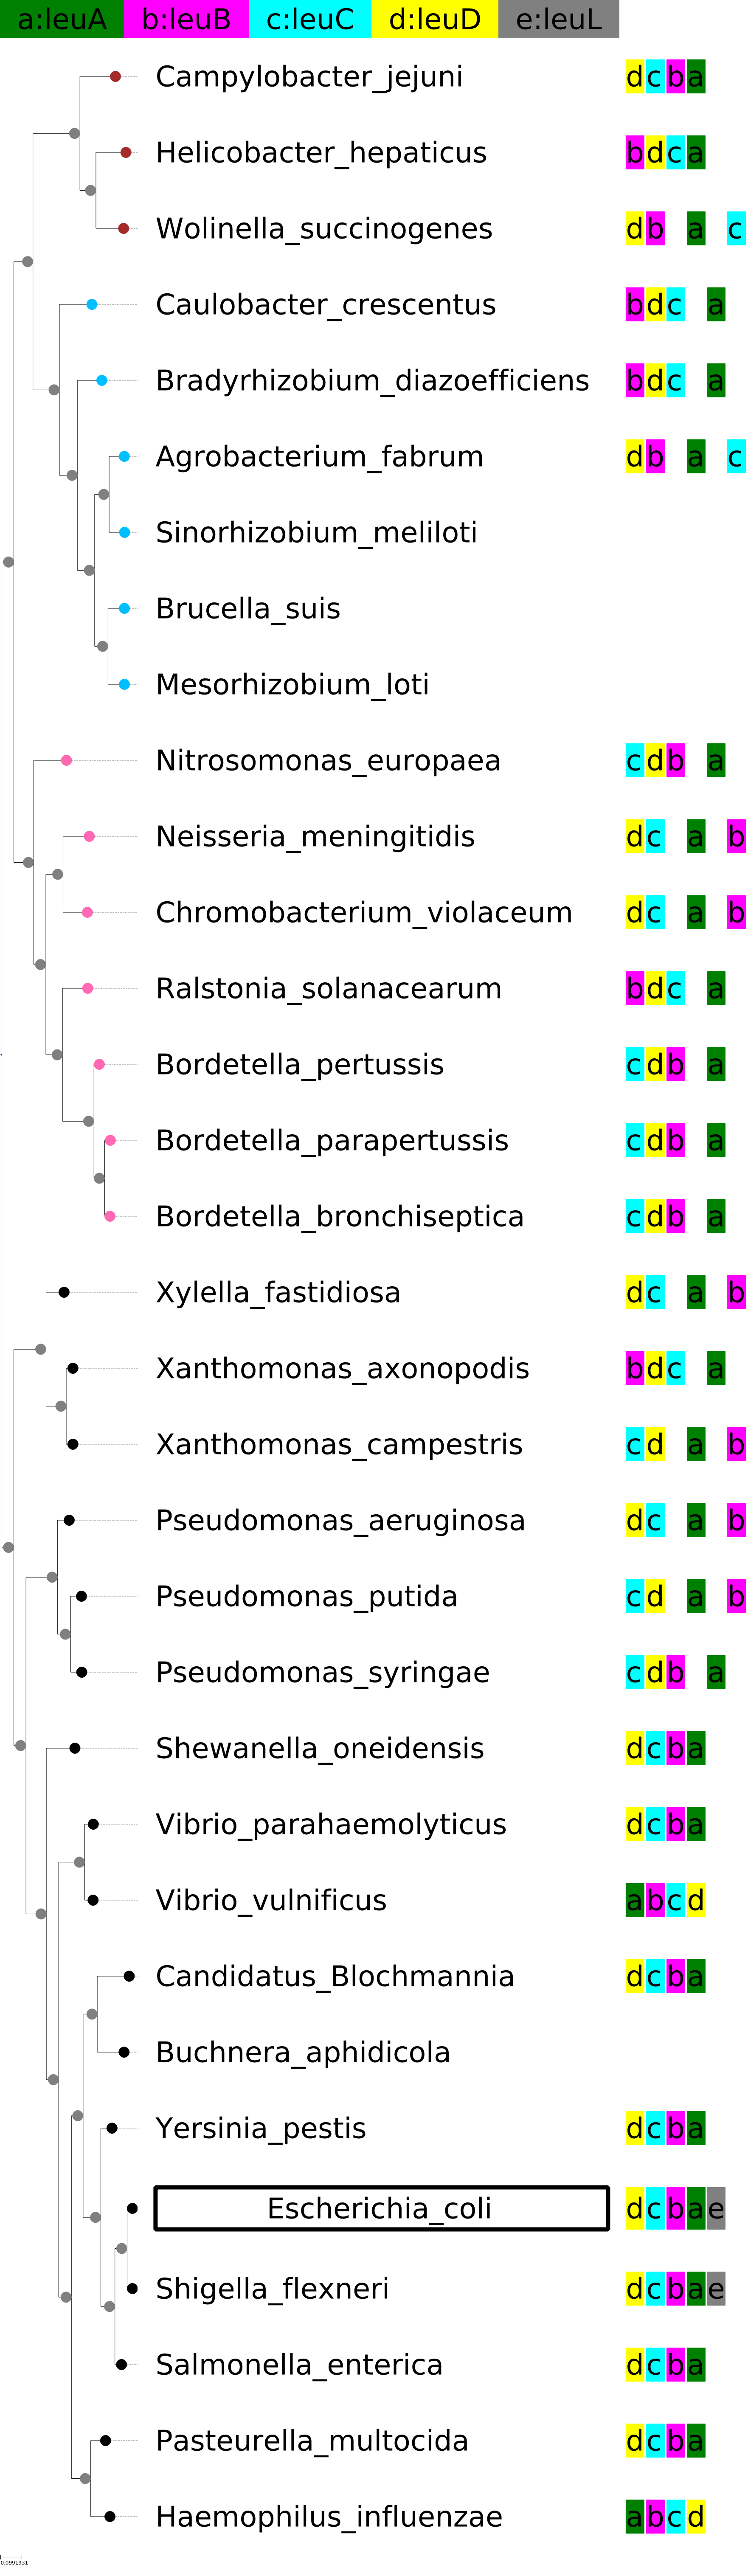 a:leuA b:leuB c:leuC d:leuD e:leuL
Campylobacter_jejuni dcba
Helicobacter_hepaticus bdca
Wolinella_succinogenes db a c
Caulobacter_crescentus bdc a
Bradyrhizobium_diazoefficiens bdc a
Agrobacterium_fabrum db a c
Sinorhizobium_meliloti
Brucella_suis
Mesorhizobium_loti
Nitrosomonas_europaea cdb a
Neisseria_meningitidis dc a b
Chromobacterium_violaceum dc a b
Ralstonia_solanacearum bdc a
Bordetella_pertussis cdb a
Bordetella_parapertussis cdb a
Bordetella_bronchiseptica cdb a
Xylella_fastidiosa dc a b
Xanthomonas_axonopodis bdc a
Xanthomonas_campestris cd a b
Pseudomonas_aeruginosa dc a b
Pseudomonas_putida cd a b
Pseudomonas_syringae cdb a
Shewanella_oneidensis dcba
Vibrio_parahaemolyticus dcba
Vibrio_vulnificus abcd
Candidatus_Blochmannia dcba
Buchnera_aphidicola
Yersinia_pestis dcba
Escherichia_coli dcbae
Shigella_flexneri dcbae
Salmonella_enterica dcba
Pasteurella_multocida dcba
Haemophilus_influenzae abcd
0.0991931